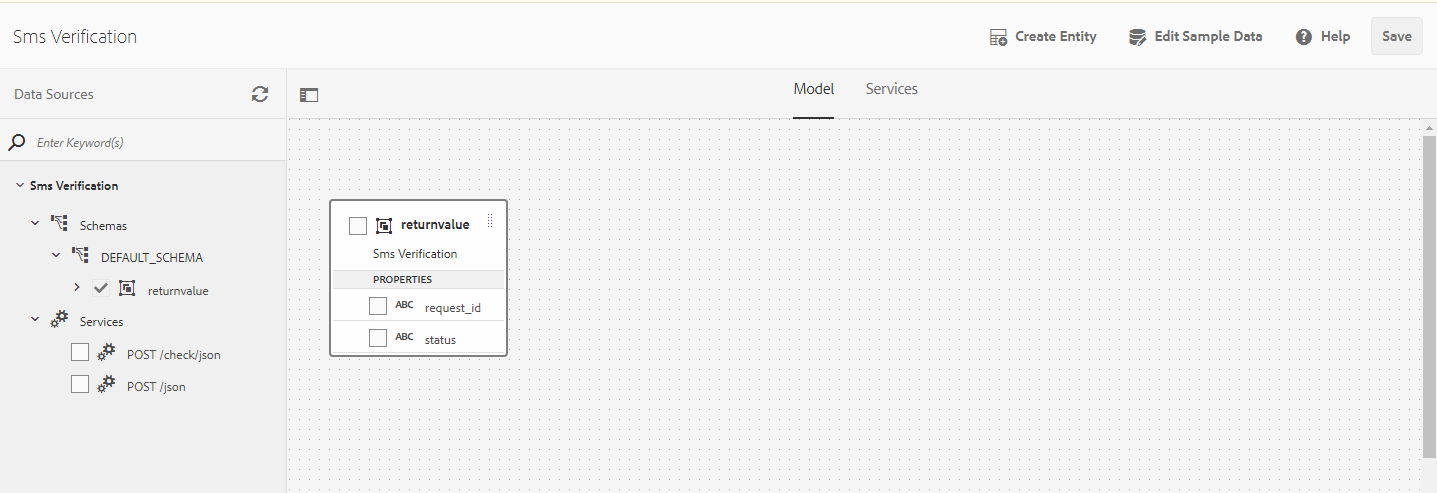 Sms Verification
Create Entity
Edit Sample Data
Help
Save
Data Sources
Model
Services
Enter Keyword(s)
Sms Verification
Schemas
DEFAULT_SCHEMA
returnvalue
Services
POST /check/json
POST /json
returnvalue
Sms Verification
PROPERTIES
ABC request_id
ABC status